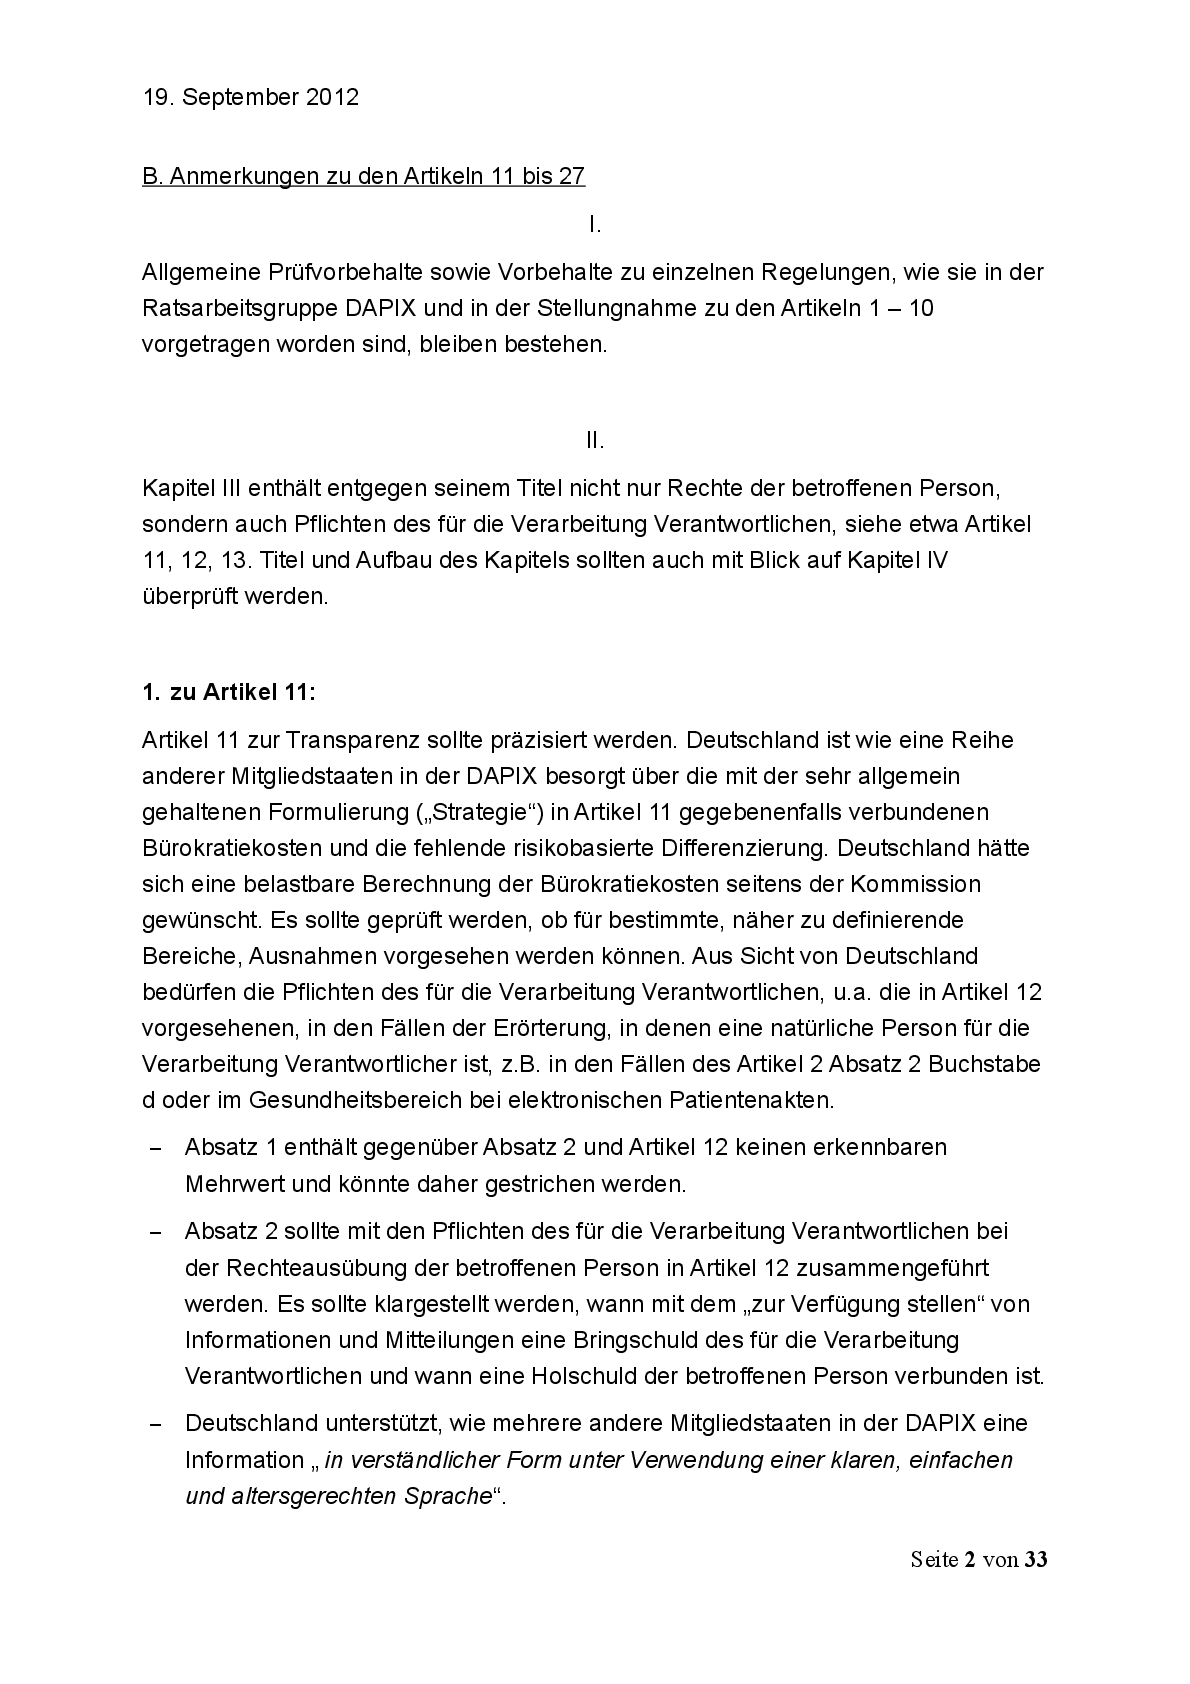 19. September 2012
B. Anmerkungen zu den Artikeln 11 bis 27
I.
Allgemeine Prüfvorbehalte sowie Vorbehalte zu einzelnen Regelungen, wie sie in der
Ratsarbeitsgruppe DAPIX und in der Stellungnahme zu den Artikeln 1 – 10
vorgetragen worden sind, bleiben bestehen.
II.
Kapitel III enthält entgegen seinem Titel nicht nur Rechte der betroffenen Person,
sondern auch Pflichten des für die Verarbeitung Verantwortlichen, siehe etwa Artikel
11, 12, 13. Titel und Aufbau des Kapitels sollten auch mit Blick auf Kapitel IV
überprüft werden.
1. zu Artikel 11:
Artikel 11 zur Transparenz sollte präzisiert werden. Deutschland ist wie eine Reihe
anderer Mitgliedstaaten in der DAPIX besorgt über die mit der sehr allgemein
gehaltenen Formulierung („Strategie“) in Artikel 11 gegebenenfalls verbundenen
Bürokratiekosten und die fehlende risikobasierte Differenzierung. Deutschland hätte
sich eine belastbare Berechnung der Bürokratiekosten seitens der Kommission
gewünscht. Es sollte geprüft werden, ob für bestimmte, näher zu definierende
Bereiche, Ausnahmen vorgesehen werden können. Aus Sicht von Deutschland
bedürfen die Pflichten des für die Verarbeitung Verantwortlichen, u.a. die in Artikel 12
vorgesehenen, in den Fällen der Erörterung, in denen eine natürliche Person für die
Verarbeitung Verantwortlicher ist, z.B. in den Fällen des Artikel 2 Absatz 2 Buchstabe
d oder im Gesundheitsbereich bei elektronischen Patientenakten.
– Absatz 1 enthält gegenüber Absatz 2 und Artikel 12 keinen erkennbaren
Mehrwert und könnte daher gestrichen werden.
– Absatz 2 sollte mit den Pflichten des für die Verarbeitung Verantwortlichen bei
der Rechteausübung der betroffenen Person in Artikel 12 zusammengeführt
werden. Es sollte klargestellt werden, wann mit dem „zur Verfügung stellen“ von
Informationen und Mitteilungen eine Bringschuld des für die Verarbeitung
Verantwortlichen und wann eine Holschuld der betroffenen Person verbunden ist.
– Deutschland unterstützt, wie mehrere andere Mitgliedstaaten in der DAPIX eine
Information „ in verständlicher Form unter Verwendung einer klaren, einfachen
und altersgerechten Sprache“.
Seite 2 von 33